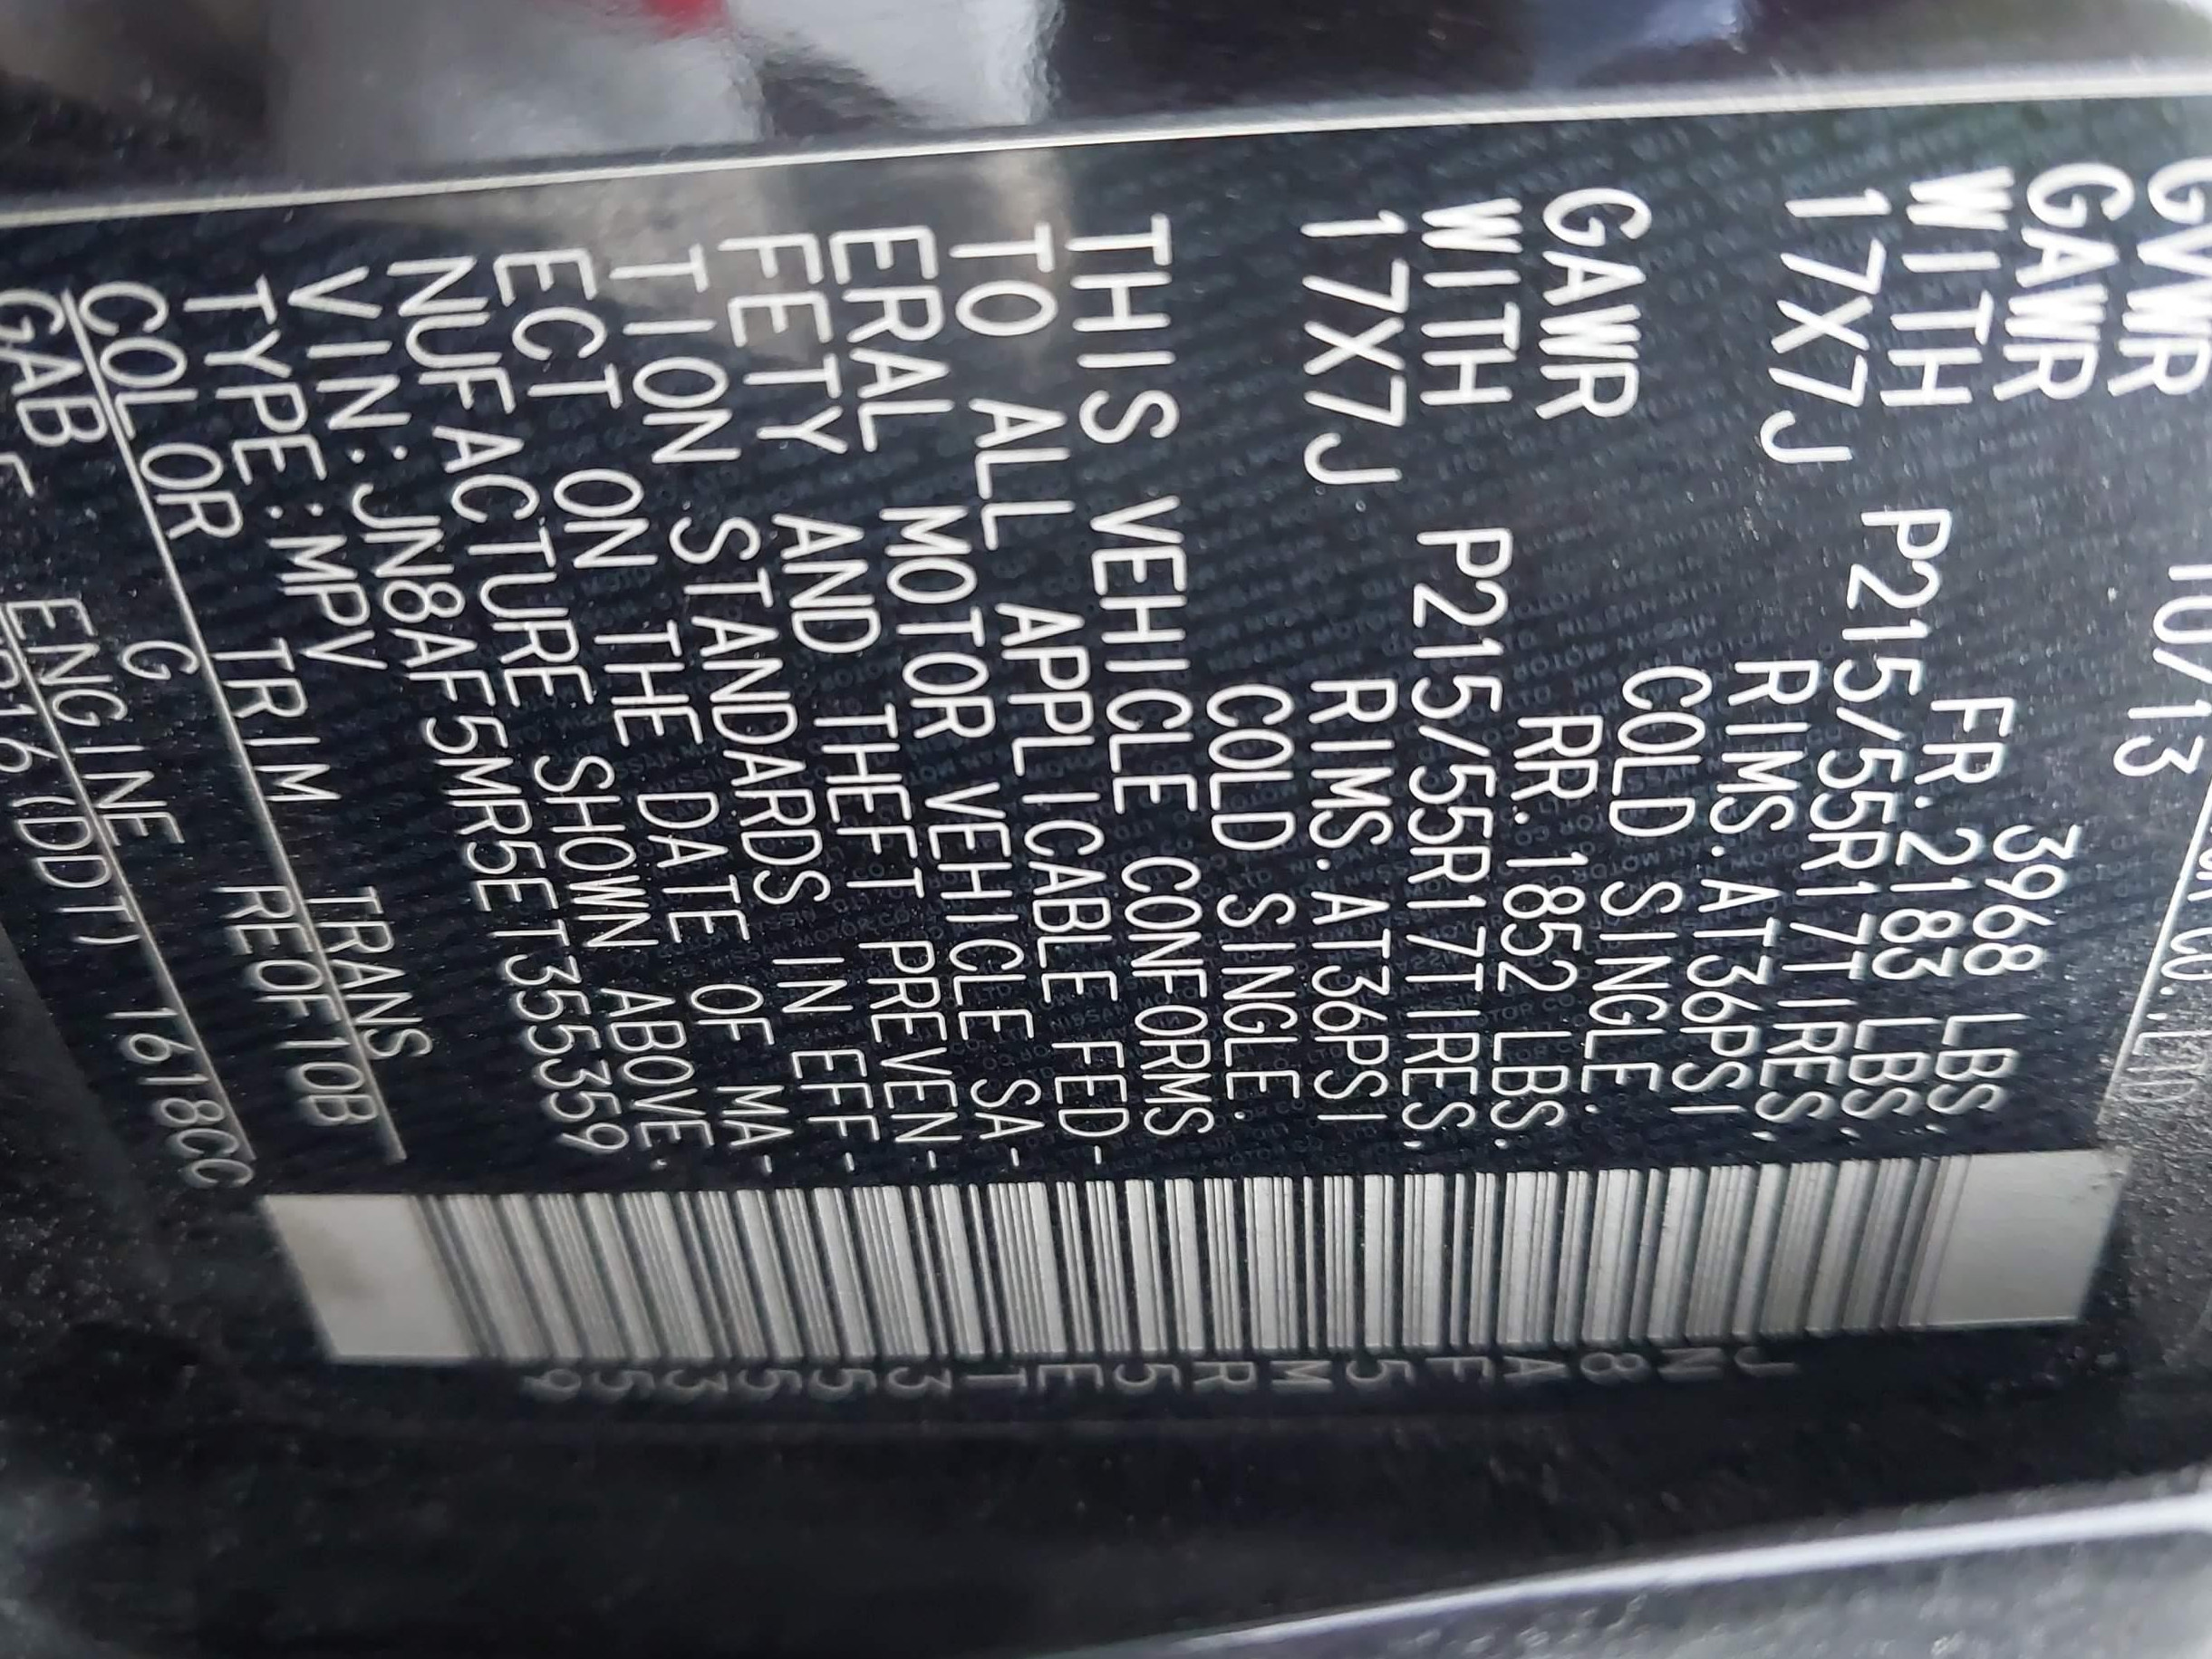 10/13
GVWR 3968 LBS.
GAWR FR. 2183 LBS.
WITH P215/55R17TIRES,
17X7J RIMS. AT36PSI
COLD SINGLE.
GAWR RR. 1852 LBS.
WITH P215/55R17TIRES,
17X7J RIMS. AT36PSI
COLD SINGLE.
THIS VEHICLE CONFORMS
TO ALL APPLICABLE FED-
ERAL MOTOR VEHICLE SA-
FETY AND THEFT PREVEN-
TION STANDARDS IN EFF-
ECT ON THE DATE OF MA-
NUFACTURE SHOWN ABOVE.
VIN:JN8AF5MR5ET355359
TYPE:MPV
COLOR TRIM TRANS
GAB G REOF10B
ENGINE
(DDT) 1618CC
JN8AF5MR5ET355359